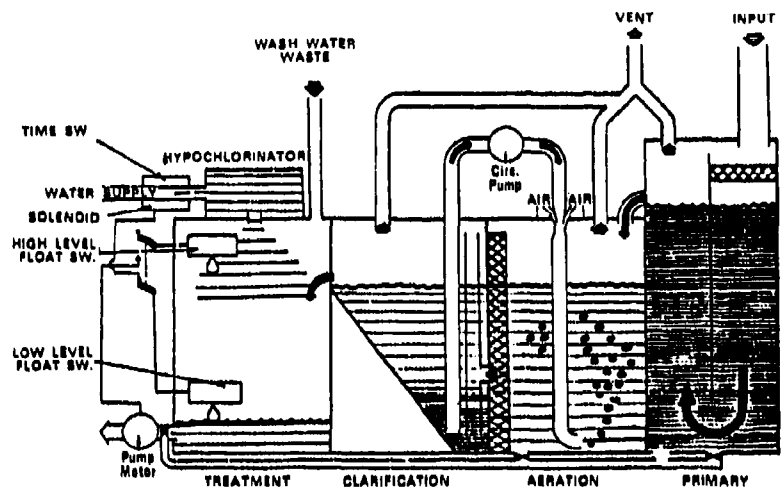 VENT
INPUT
WASH WATER
WASTE
TIME SW
HYPOCHLORINATOR
Circ.
Pump
WATER SUPPLY
AIR
AIR
SOLENOID
HIGH LEVEL
FLOAT SW.
LOW LEVEL
FLOAT SW.
Pump
Motor
TREATMENT
CLARIFICATION
AERATION
PRIMARY